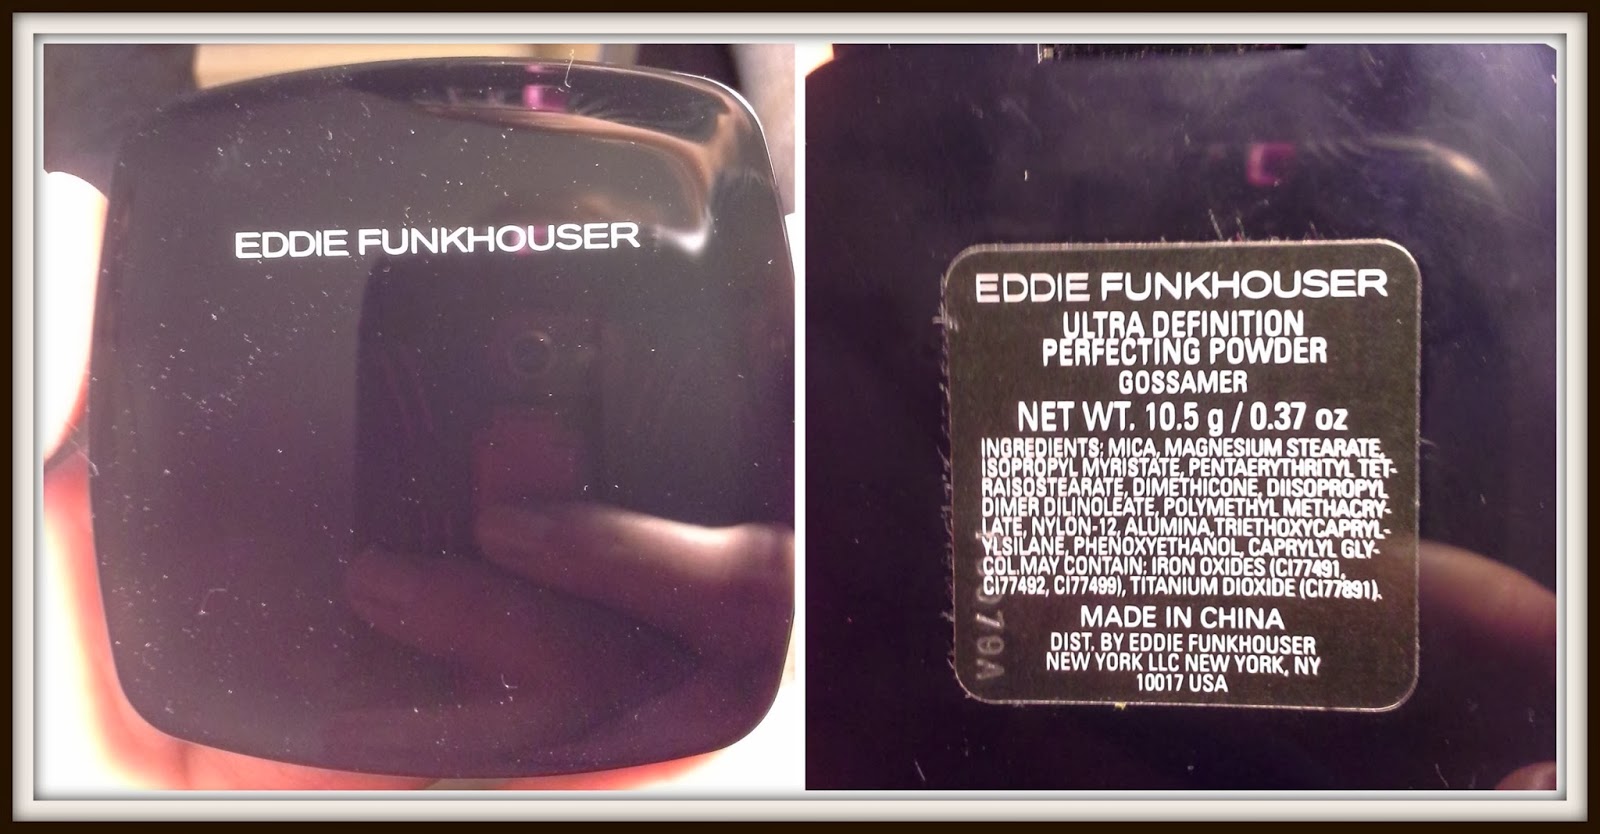 EDDIE FUNKHOUSER
EDDIE FUNKHOUSER
ULTRA DEFINITION
PERFECTING POWDER
GOSSAMER
NET WT. 10.5 g / 0.37 oz
INGREDIENTS: MICA, MAGNESIUM STEARATE,
ISOPROPYL MYRISTATE, PENTAERYTHRITYL TET-
RAISOSTEARATE, DIMETHICONE, DIISOPROPYL
DIMER DILINOLEATE, POLYMETHYL METHACRY-
LATE, NYLON-12, ALUMINA, TRIETHOXYCAPRYL-
YLSILANE, PHENOXYETHANOL, CAPRYLYL GLY-
COL.MAY CONTAIN: IRON OXIDES (CI77491,
CI77492, CI77499), TITANIUM DIOXIDE (CI77891).
MADE IN CHINA
DIST. BY EDDIE FUNKHOUSER
NEW YORK LLC NEW YORK, NY
10017 USA